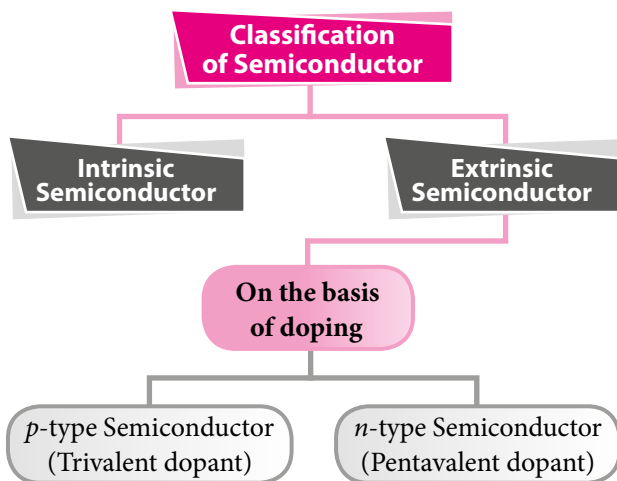 Classification
of Semiconductor
Intrinsic
Semiconductor
Extrinsic
Semiconductor
On the basis
of doping
p-type Semiconductor
(Trivalent dopant)
n-type Semiconductor
(Pentavalent dopant)